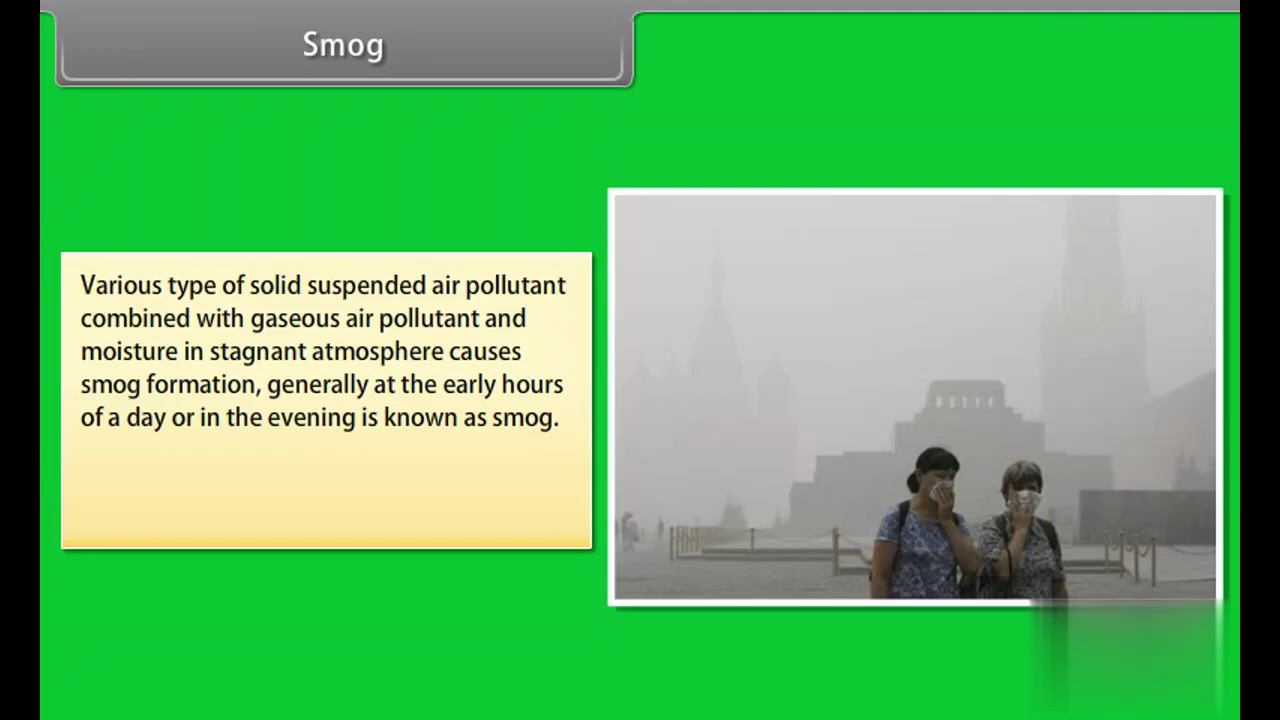 Smog
Various type of solid suspended air pollutant
combined with gaseous air pollutant and
moisture in stagnant atmosphere causes
smog formation, generally at the early hours
of a day or in the evening is known as smog.